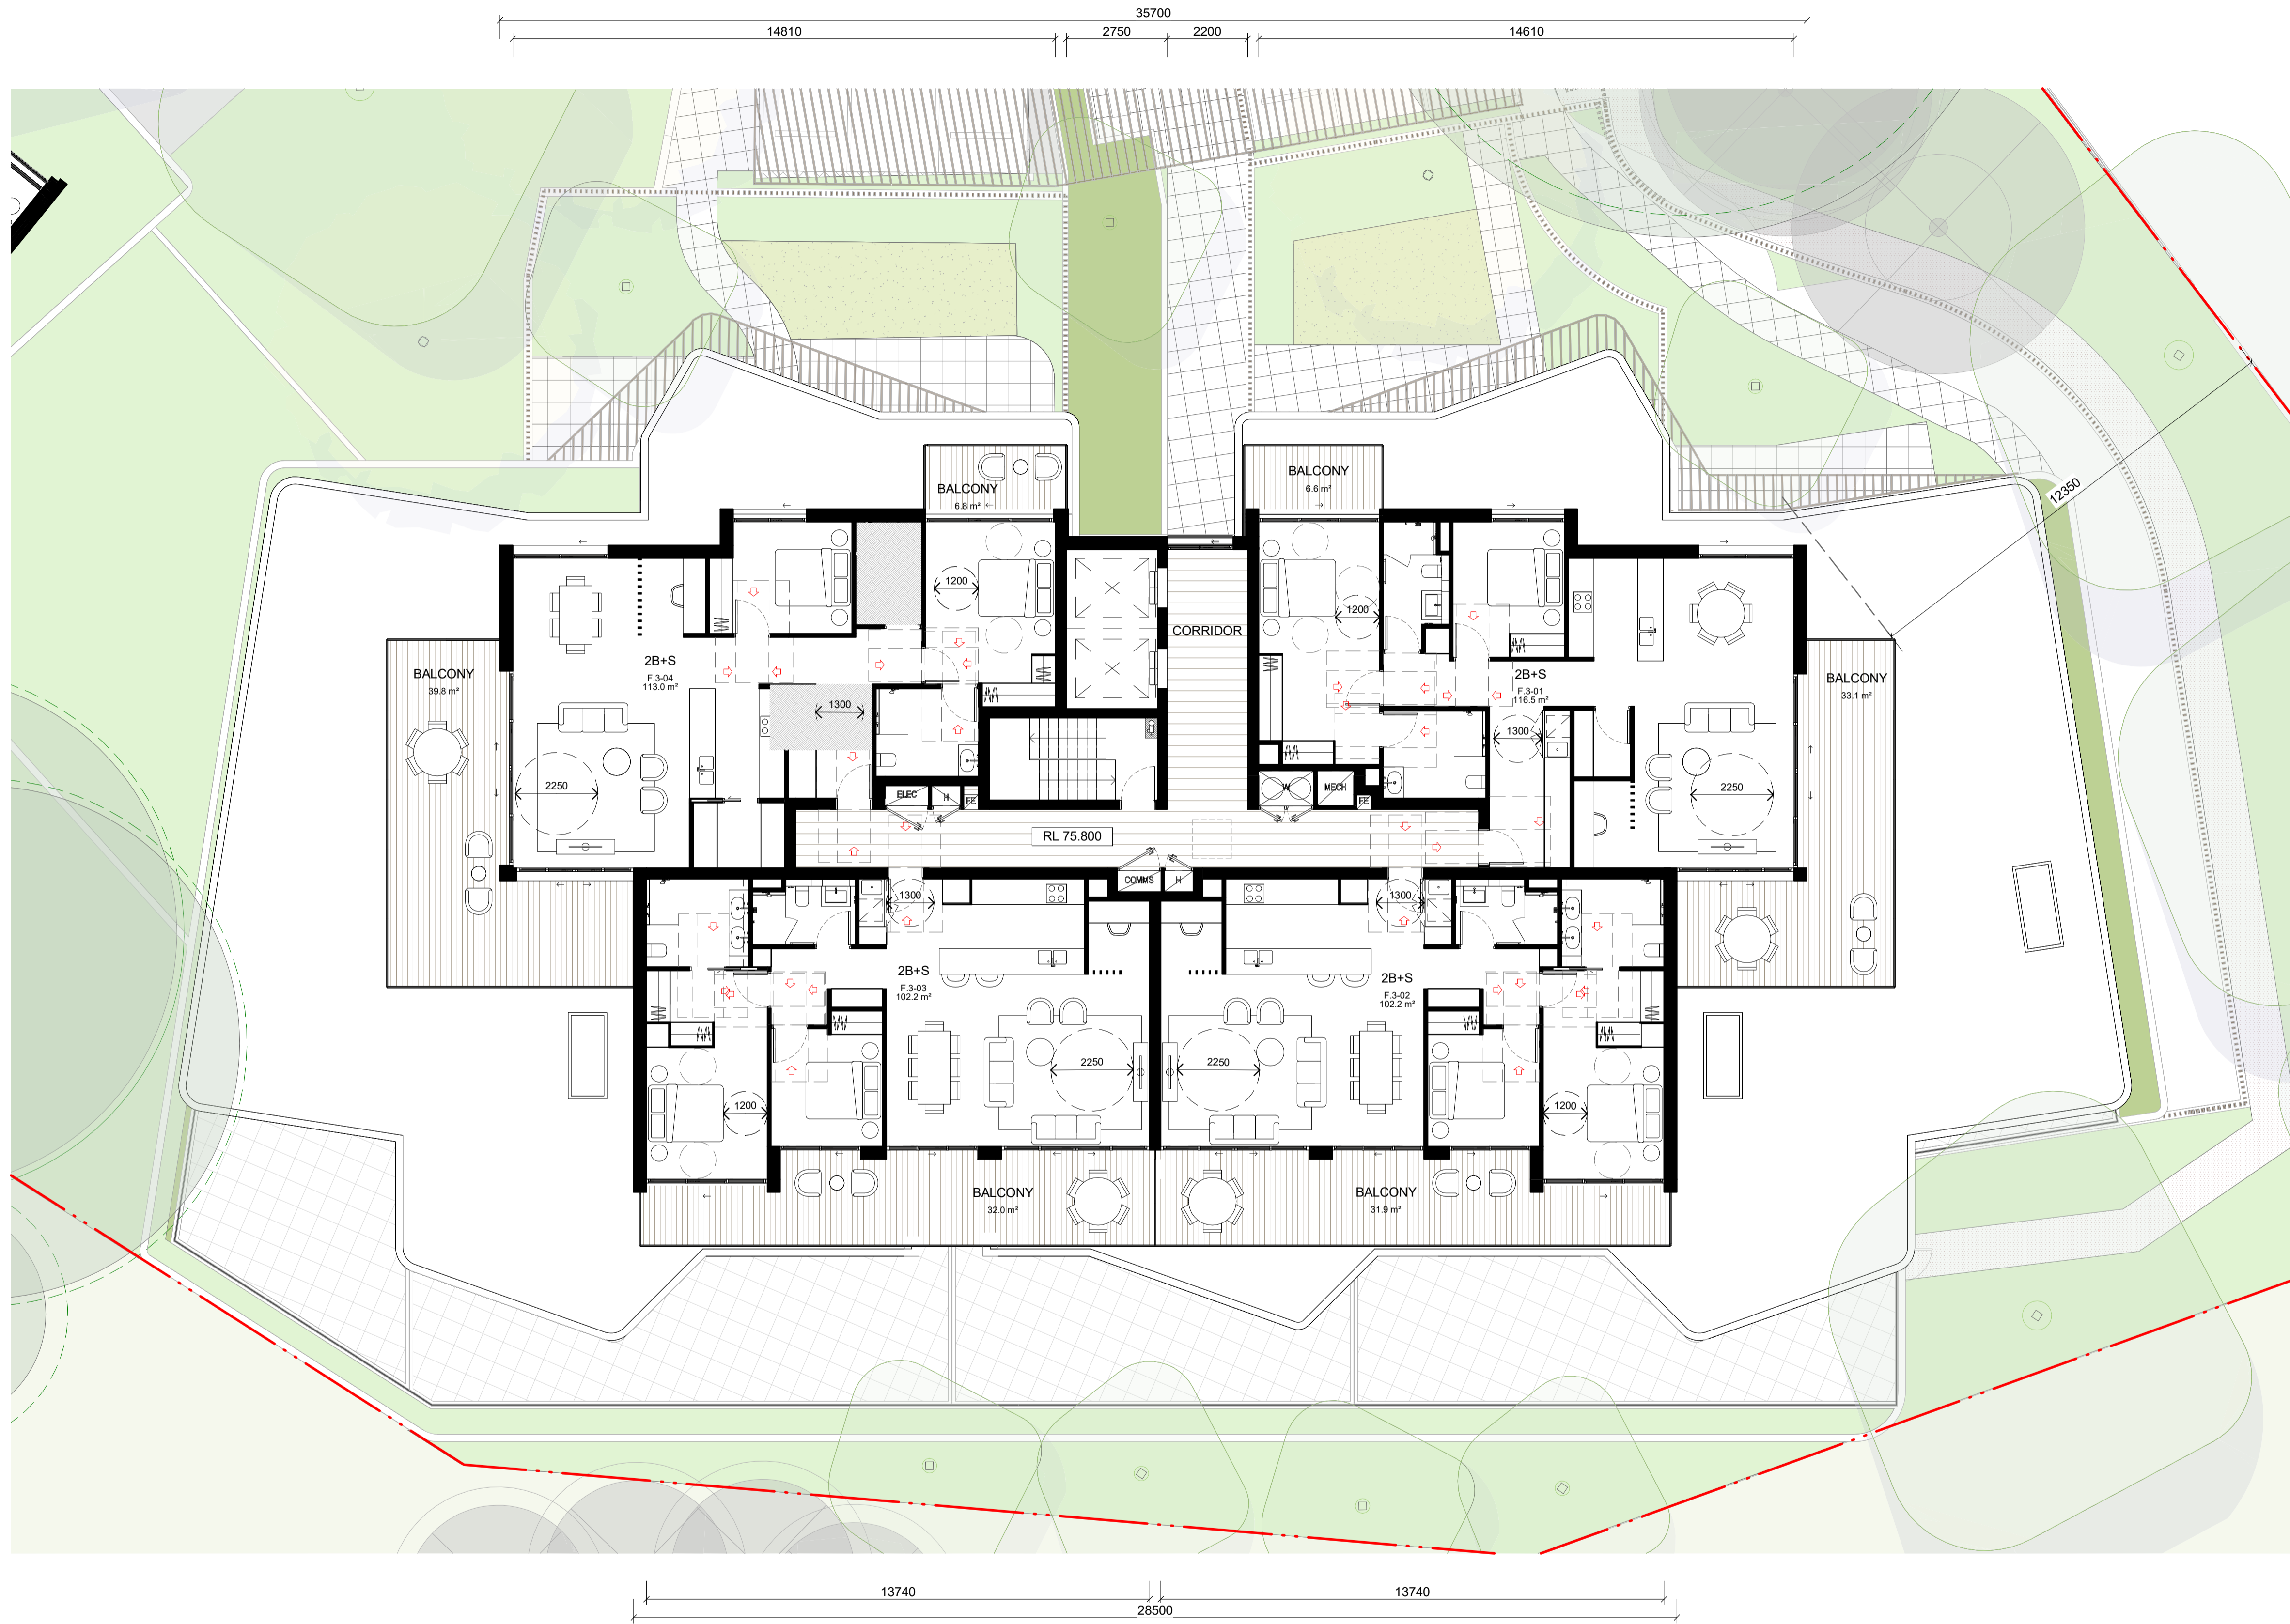 35700
14810
2750
2200
14610
12350
BALCONY
6.8 m²
BALCONY
6.6 m²
1200
1200
CORRIDOR
2B+S
F.3-04
113.0 m²
BALCONY
39.8 m²
2B+S
F.3-01
116.5 m²
BALCONY
33.1 m²
1300
1300
2250
2250
ELEC
H
FE
W
MECH
FE
RL 75.800
COMMS
H
1300
1300
2B+S
F.3-03
102.2 m²
2B+S
F.3-02
102.2 m²
2250
2250
1200
1200
BALCONY
32.0 m²
BALCONY
31.9 m²
13740
13740
28500